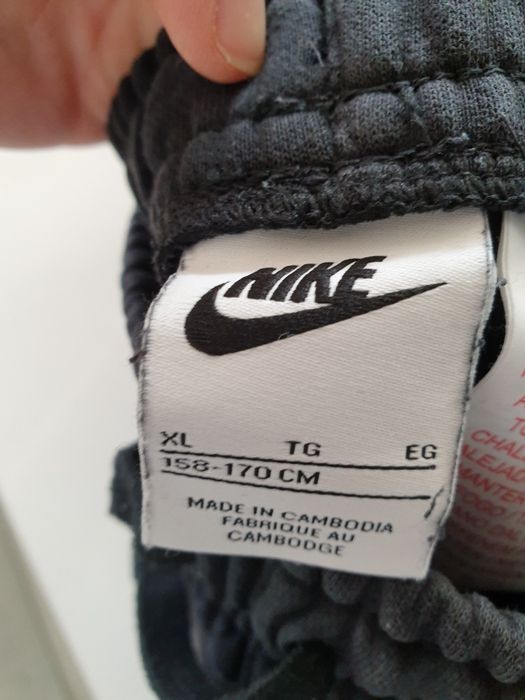 NIKE
XL TG EG
158-170 CM
MADE IN CAMBODIA
FABRIQUE AU
CAMBODGE